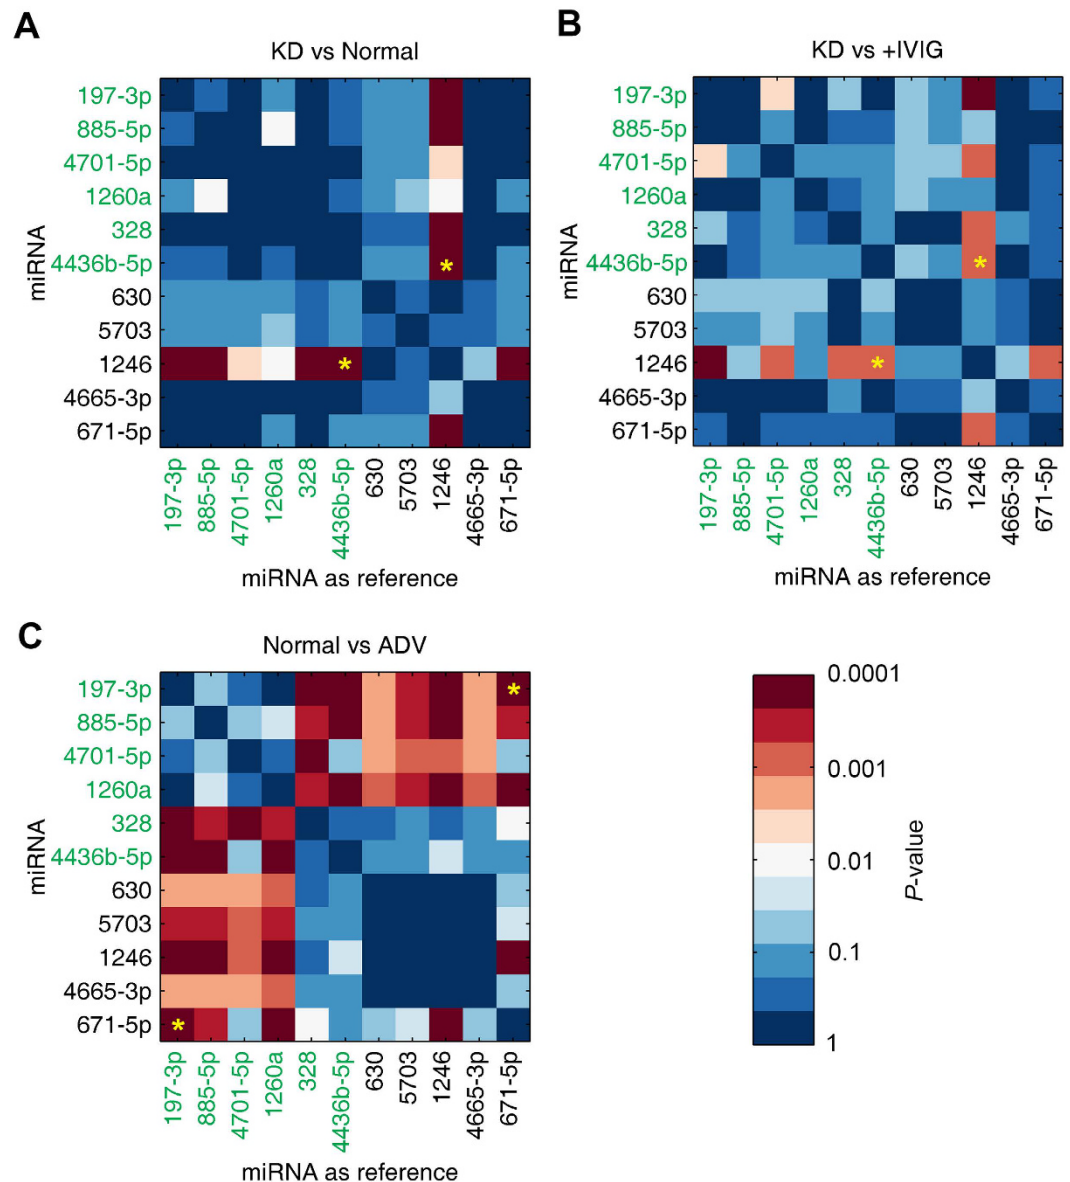 A
KD vs Normal
miRNA
197-3p
885-5p
4701-5p
1260a
328
4436b-5p
630
5703
1246
4665-3p
671-5p
*
*
197-3p
885-5p
4701-5p
1260a
328
4436b-5p
630
5703
1246
4665-3p
671-5p
miRNA as reference
B
KD vs +IVIG
miRNA
197-3p
885-5p
4701-5p
1260a
328
4436b-5p
630
5703
1246
4665-3p
671-5p
*
*
197-3p
885-5p
4701-5p
1260a
328
4436b-5p
630
5703
1246
4665-3p
671-5p
miRNA as reference
C
Normal vs ADV
miRNA
197-3p
885-5p
4701-5p
1260a
328
4436b-5p
630
5703
1246
4665-3p
671-5p
*
*
197-3p
885-5p
4701-5p
1260a
328
4436b-5p
630
5703
1246
4665-3p
671-5p
miRNA as reference
0.0001
0.001
0.01
0.1
1
P-value